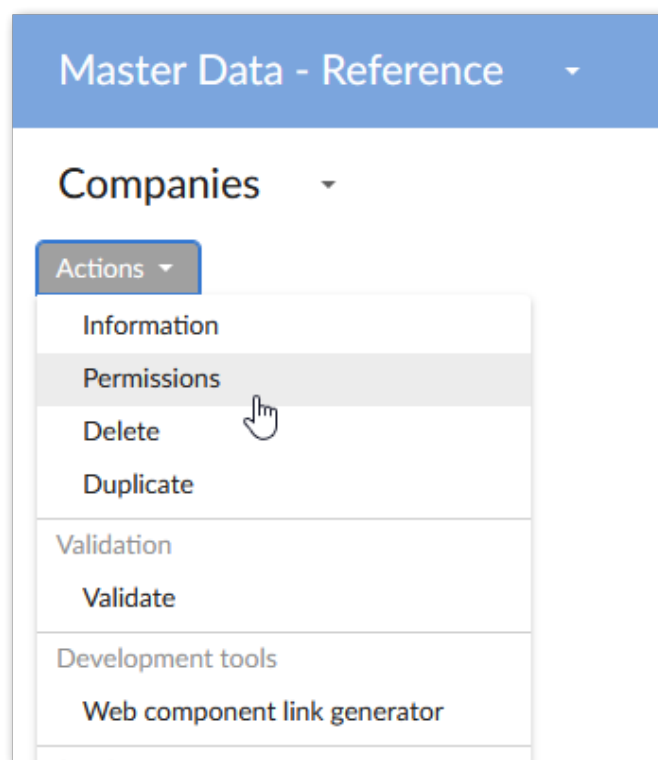 Master Data - Reference
Companies
Actions
Information
Permissions
Delete
Duplicate
Validation
Validate
Development tools
Web component link generator